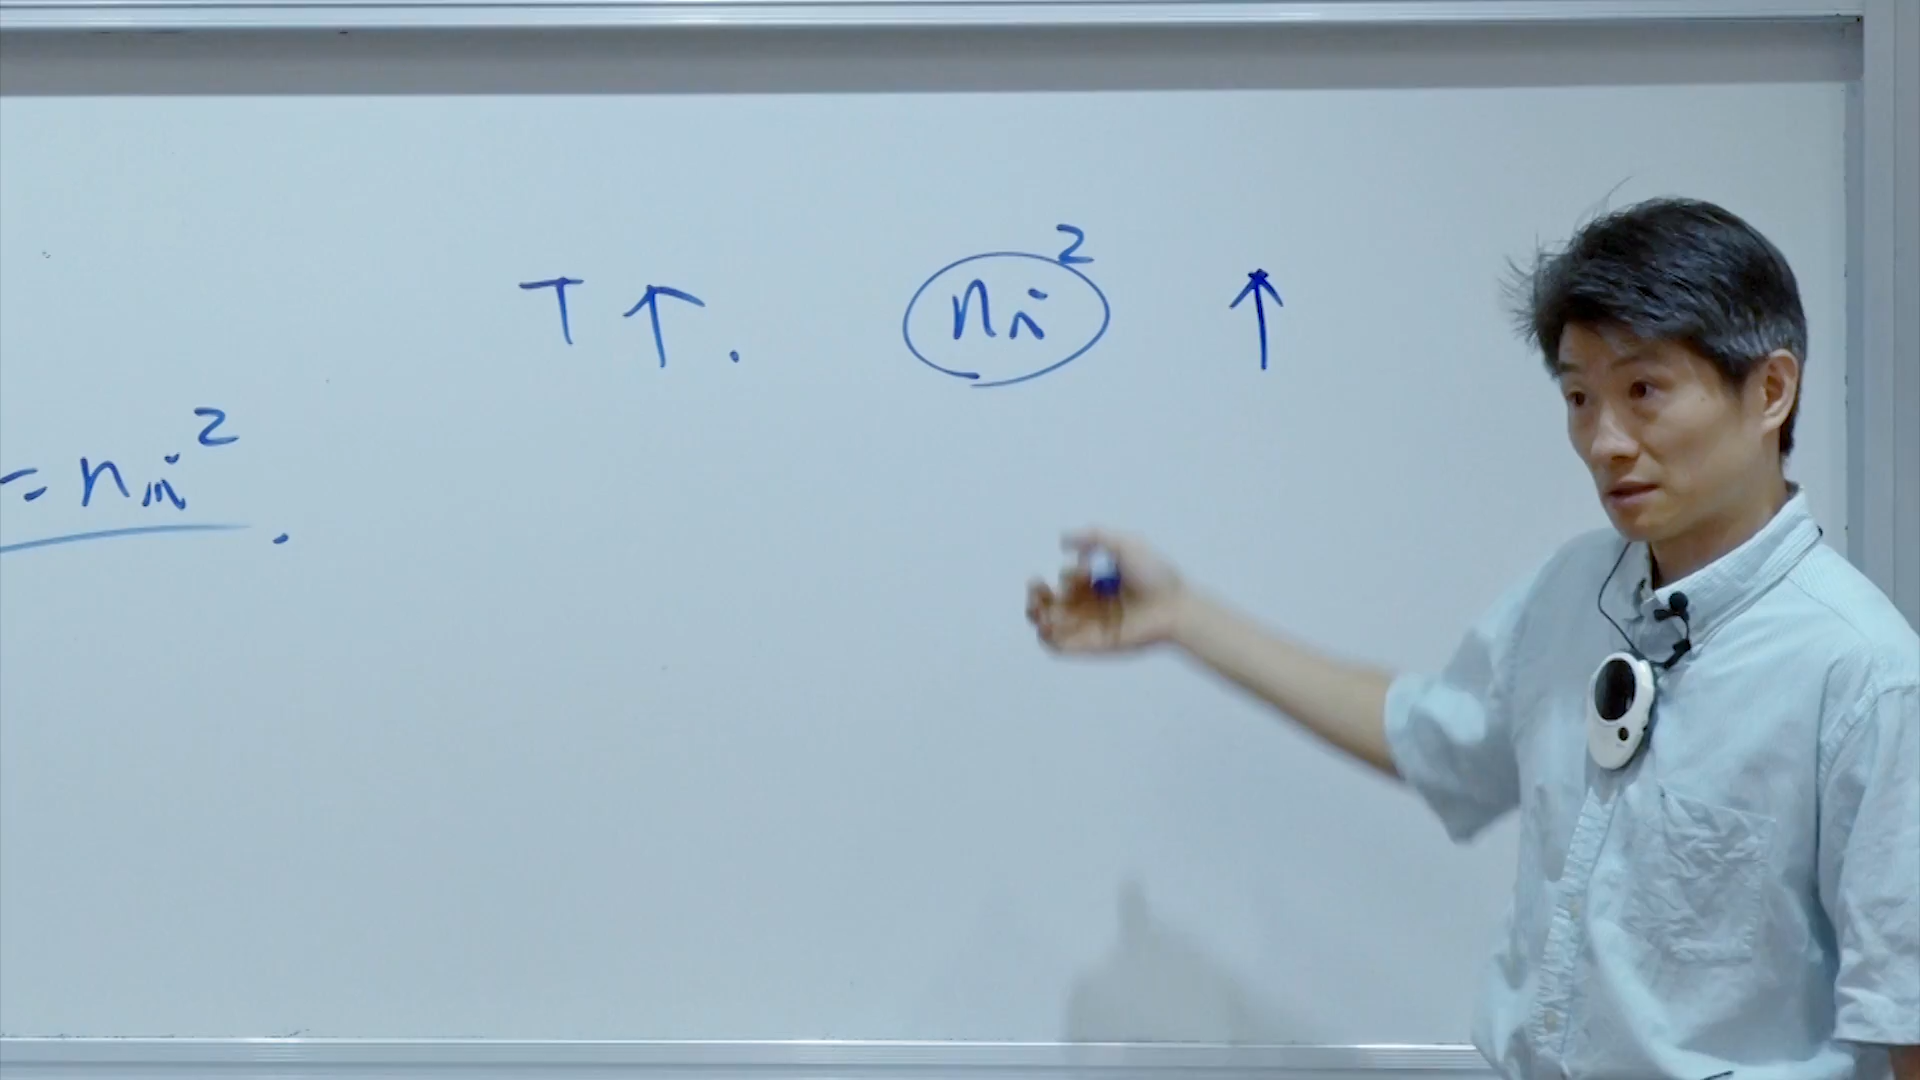 T ↑ . nᵢ² ↑
= nᵢ² .